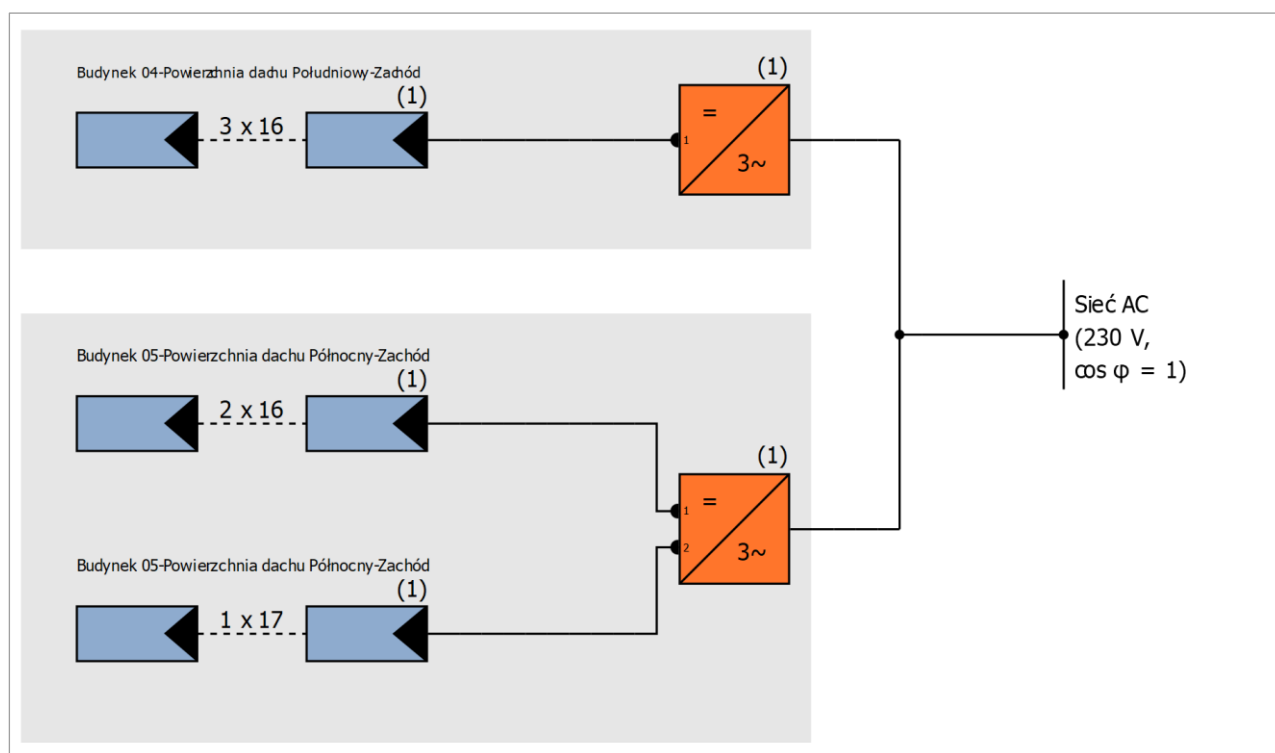 Budynek 04-Powierzchnia dachu Południowy-Zachód
(1)
(1)
3 x 16
=
1
3~
Sieć AC
(230 V,
cos φ = 1)
Budynek 05-Powierzchnia dachu Północny-Zachód
(1)
2 x 16
(1)
=
1
2
3~
Budynek 05-Powierzchnia dachu Północny-Zachód
(1)
1 x 17